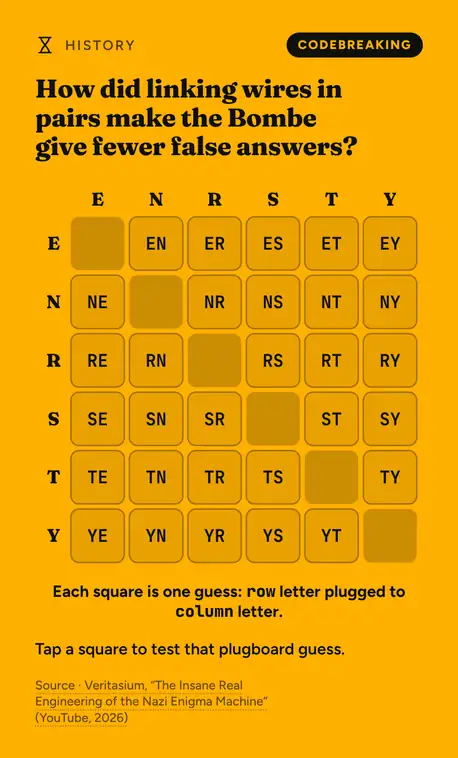 HISTORY
CODEBREAKING
How did linking wires in
pairs make the Bombe
give fewer false answers?
E N R S T Y
E EN ER ES ET EY
N NE NR NS NT NY
R RE RN RS RT RY
S SE SN SR ST SY
T TE TN TR TS TY
Y YE YN YR YS YT
Each square is one guess: row letter plugged to
column letter.
Tap a square to test that plugboard guess.
Source · Veritasium, “The Insane Real
Engineering of the Nazi Enigma Machine”
(YouTube, 2026)